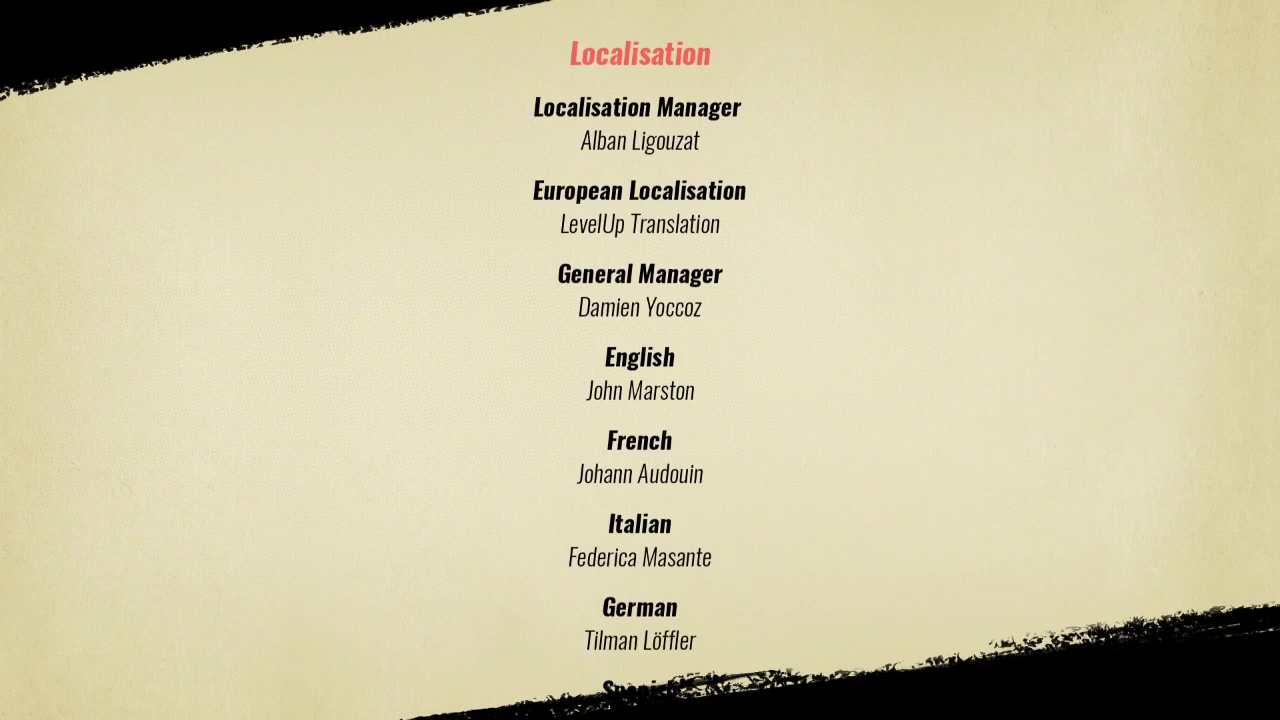 Localisation
Localisation Manager
Alban Ligouzat
European Localisation
LevelUp Translation
General Manager
Damien Yoccoz
English
John Marston
French
Johann Audouin
Italian
Federica Masante
German
Tilman Löffler
Spanish